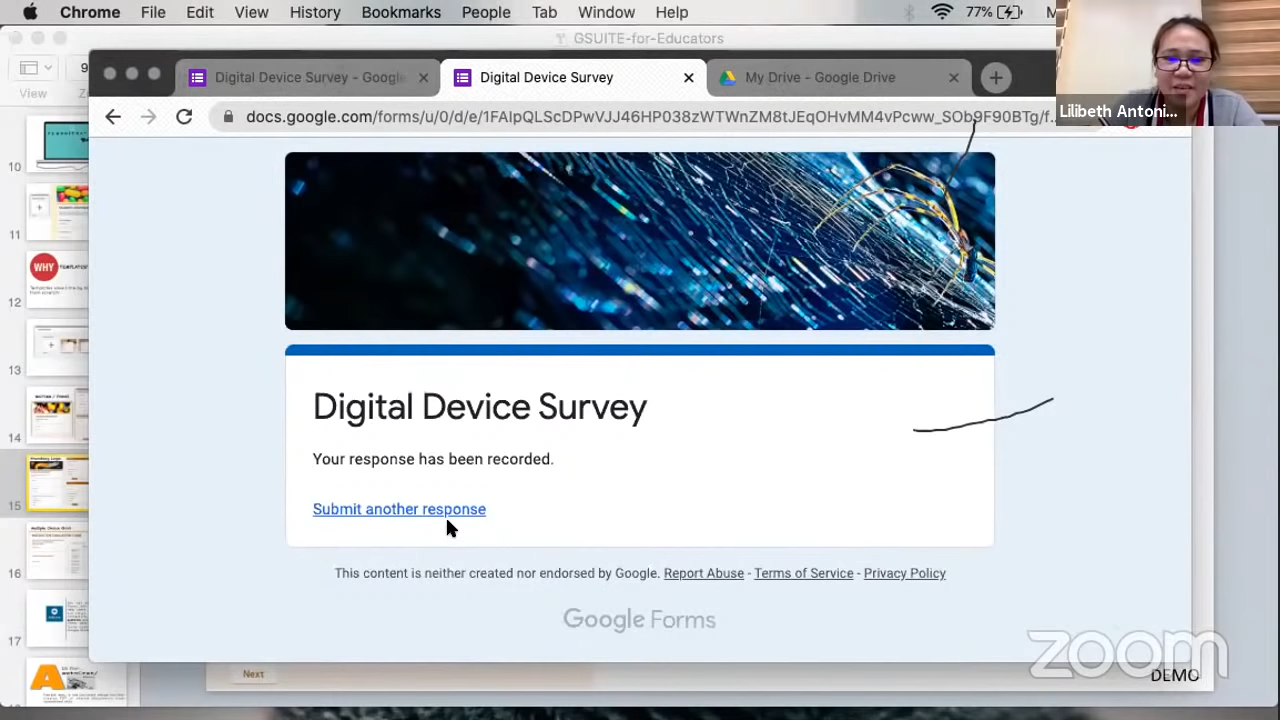 Chrome File Edit View History Bookmarks People Tab Window Help 77%
GSUITE-for-Educators
Digital Device Survey - Google
Digital Device Survey
My Drive - Google Drive
docs.google.com/forms/u/0/d/e/1FAIpQLScDPwVJJ46HP038zWTWnZM8tJEqOHvMM4vPcww_SOb9F90BTg/f...
Lilibeth Antoni...
View
10
11
WHY
12
13
14
15
16
17
A
Digital Device Survey
Your response has been recorded.
Submit another response
This content is neither created nor endorsed by Google. Report Abuse - Terms of Service - Privacy Policy
Google Forms
Next
zoom
DEMO